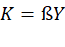 K = ßY